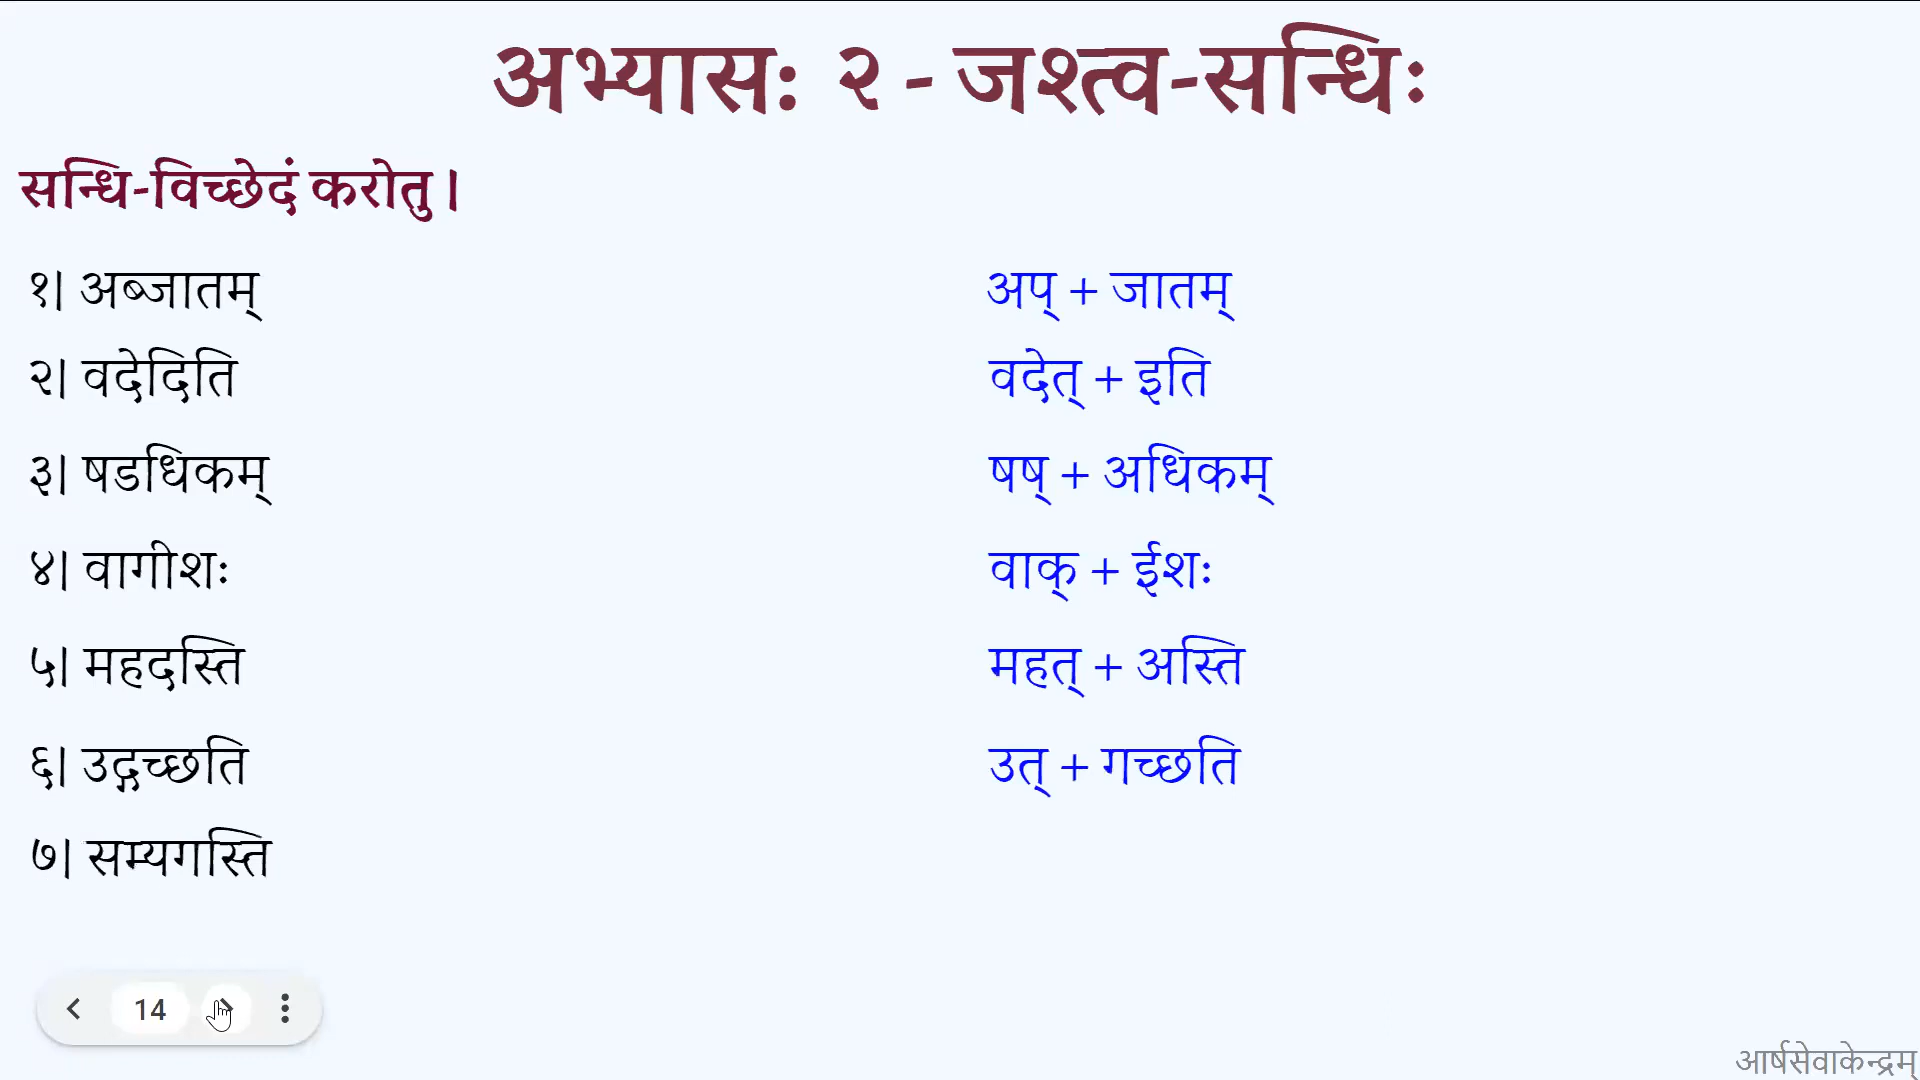 अभ्यासः २ - जश्त्व-सन्धिः
सन्धि-विच्छेदं करोतु ।
१| अब्जातम् अप् + जातम्
२| वदेदिति वदेत् + इति
३| षडधिकम् षष् + अधिकम्
४| वागीशः वाक् + ईशः
५| महदस्ति महत् + अस्ति
६| उद्गच्छति उत् + गच्छति
७| सम्यगस्ति
14
आर्षसेवाकेन्द्रम्